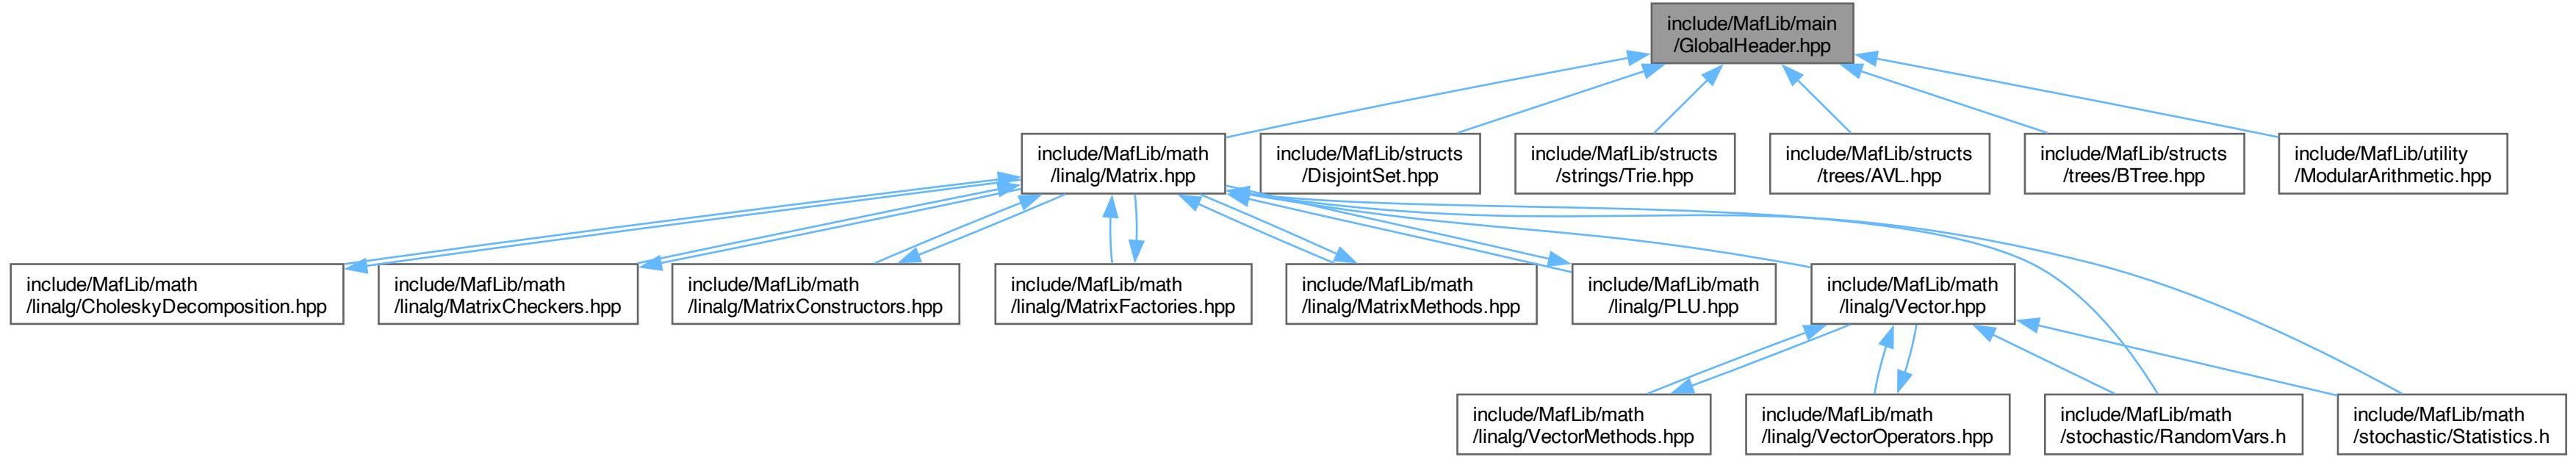 include/MafLib/main
/GlobalHeader.hpp
include/MafLib/math
/linalg/Matrix.hpp
include/MafLib/structs
/DisjointSet.hpp
include/MafLib/structs
/strings/Trie.hpp
include/MafLib/structs
/trees/AVL.hpp
include/MafLib/structs
/trees/BTree.hpp
include/MafLib/utility
/ModularArithmetic.hpp
include/MafLib/math
/linalg/CholeskyDecomposition.hpp
include/MafLib/math
/linalg/MatrixCheckers.hpp
include/MafLib/math
/linalg/MatrixConstructors.hpp
include/MafLib/math
/linalg/MatrixFactories.hpp
include/MafLib/math
/linalg/MatrixMethods.hpp
include/MafLib/math
/linalg/PLU.hpp
include/MafLib/math
/linalg/Vector.hpp
include/MafLib/math
/linalg/VectorMethods.hpp
include/MafLib/math
/linalg/VectorOperators.hpp
include/MafLib/math
/stochastic/RandomVars.h
include/MafLib/math
/stochastic/Statistics.h